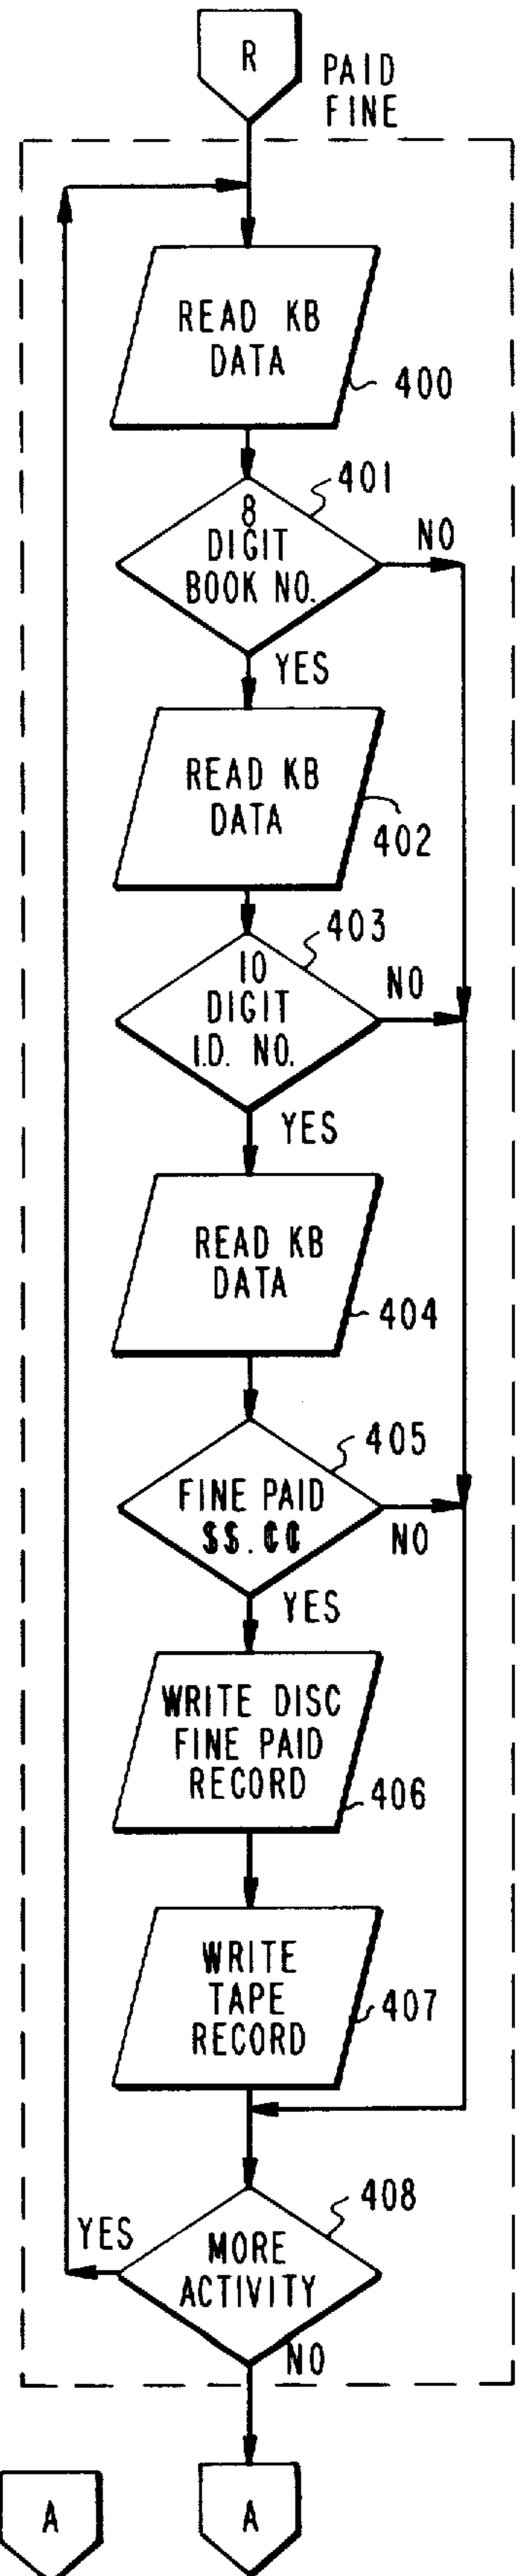 R
PAID
FINE
READ KB
DATA
400
401
8
DIGIT
BOOK NO.
NO
YES
READ KB
DATA
402
403
10
DIGIT
I.D. NO.
NO
YES
READ KB
DATA
404
405
FINE PAID
$$.¢¢
NO
YES
WRITE DISC
FINE PAID
RECORD
406
WRITE
TAPE
RECORD
407
408
YES
MORE
ACTIVITY
NO
A
A